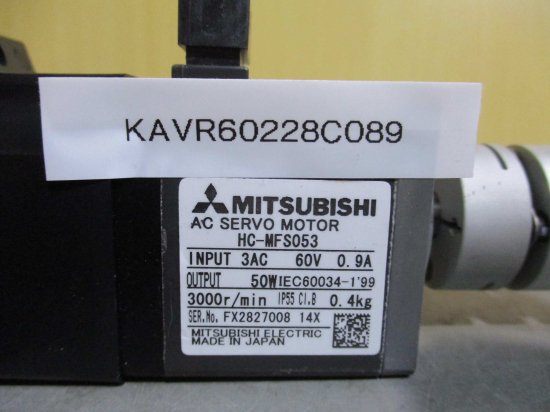 KAVR60228C089
MITSUBISHI
AC SERVO MOTOR
HC-MFS053
INPUT 3AC 60V 0.9A
OUTPUT 50W IEC60034-1'99
3000r/min IP55 Cl.B 0.4kg
SER.No. FX2827008 14X
MITSUBISHI ELECTRIC
MADE IN JAPAN